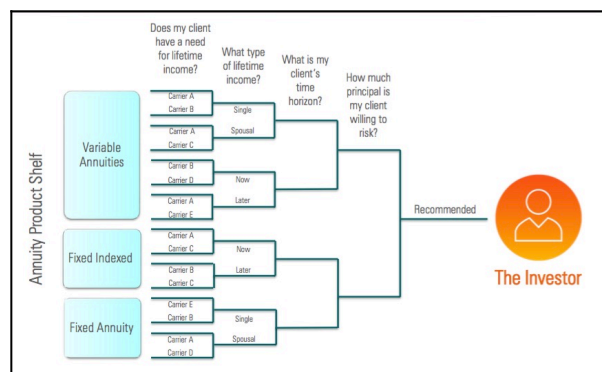 Does my client
have a need
for lifetime
income?
What type
of lifetime
income?
What is my
client's
time
horizon?
How much
principal is
my client
willing to
risk?
Annuity Product Shelf
Variable
Annuities
Carrier A
Carrier B
Single
Carrier A
Carrier C
Spousal
Carrier B
Carrier D
Now
Carrier A
Carrier E
Later
Fixed Indexed
Carrier A
Carrier C
Now
Carrier B
Carrier C
Later
Fixed Annuity
Carrier E
Carrier B
Single
Carrier A
Carrier D
Spousal
Recommended
The Investor